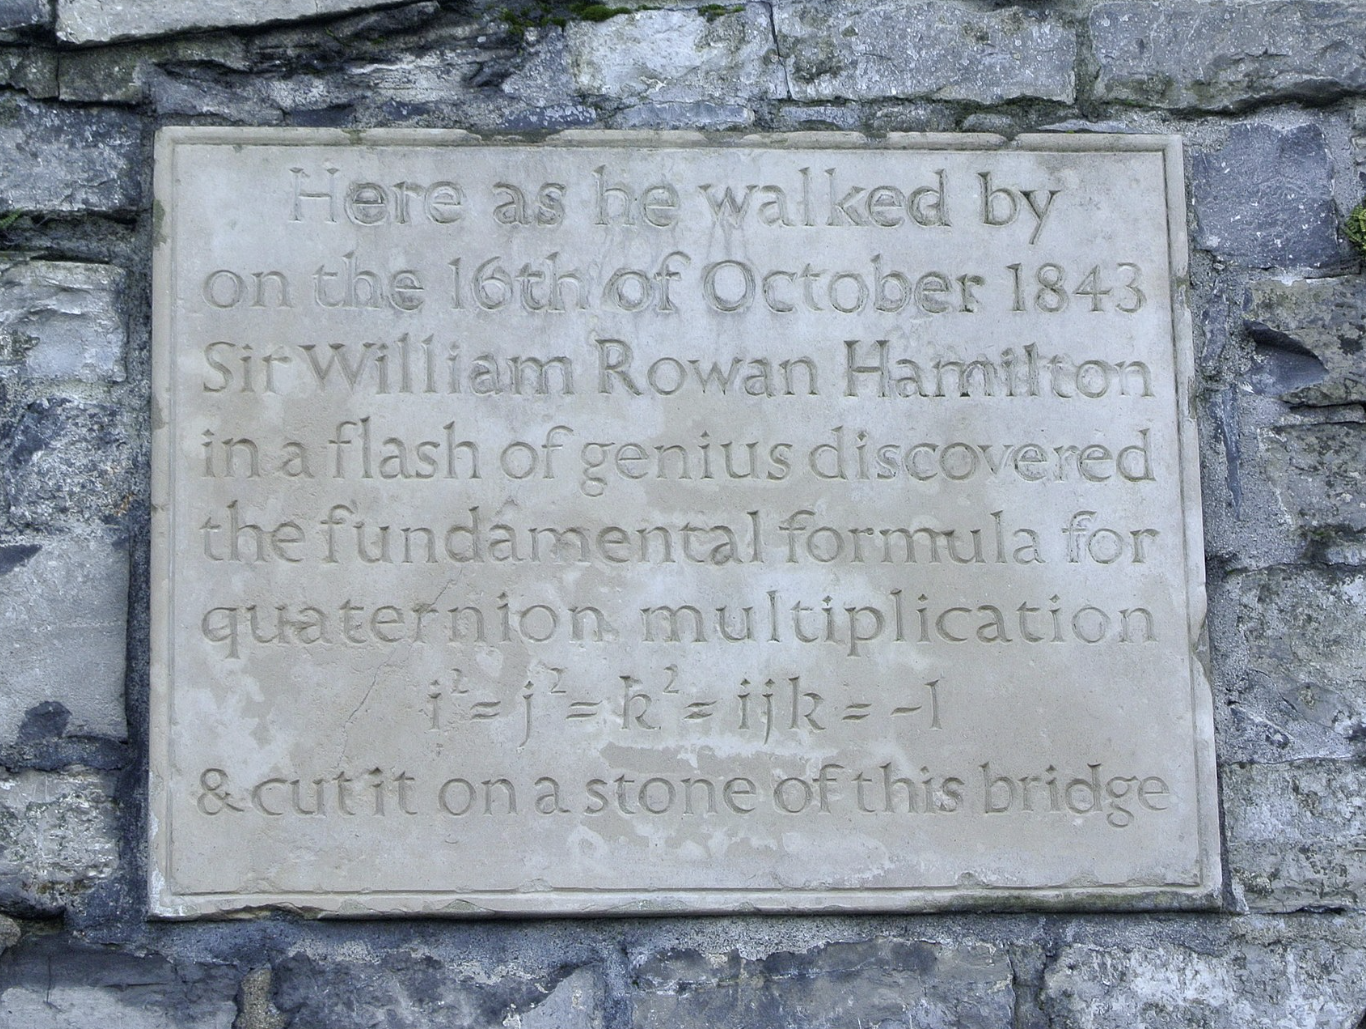 Here as he walked by
on the 16th of October 1843
Sir William Rowan Hamilton
in a flash of genius discovered
the fundamental formula for
quaternion multiplication
i² = j² = k² = ijk = -1
& cut it on a stone of this bridge